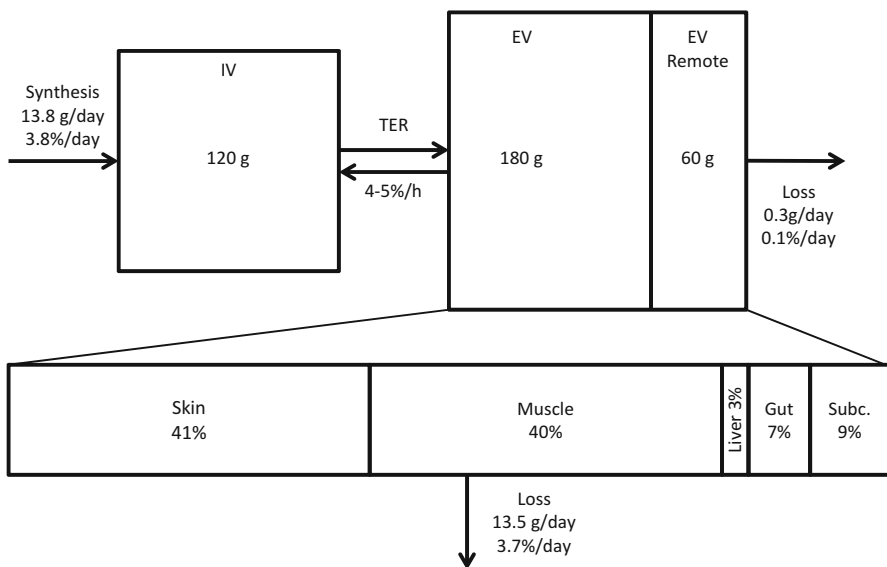 Synthesis
13.8 g/day
3.8%/day
IV
120 g
TER
4-5%/h
EV
180 g
EV
Remote
60 g
Loss
0.3g/day
0.1%/day
Skin
41%
Muscle
40%
Liver 3%
Gut
7%
Subc.
9%
Loss
13.5 g/day
3.7%/day